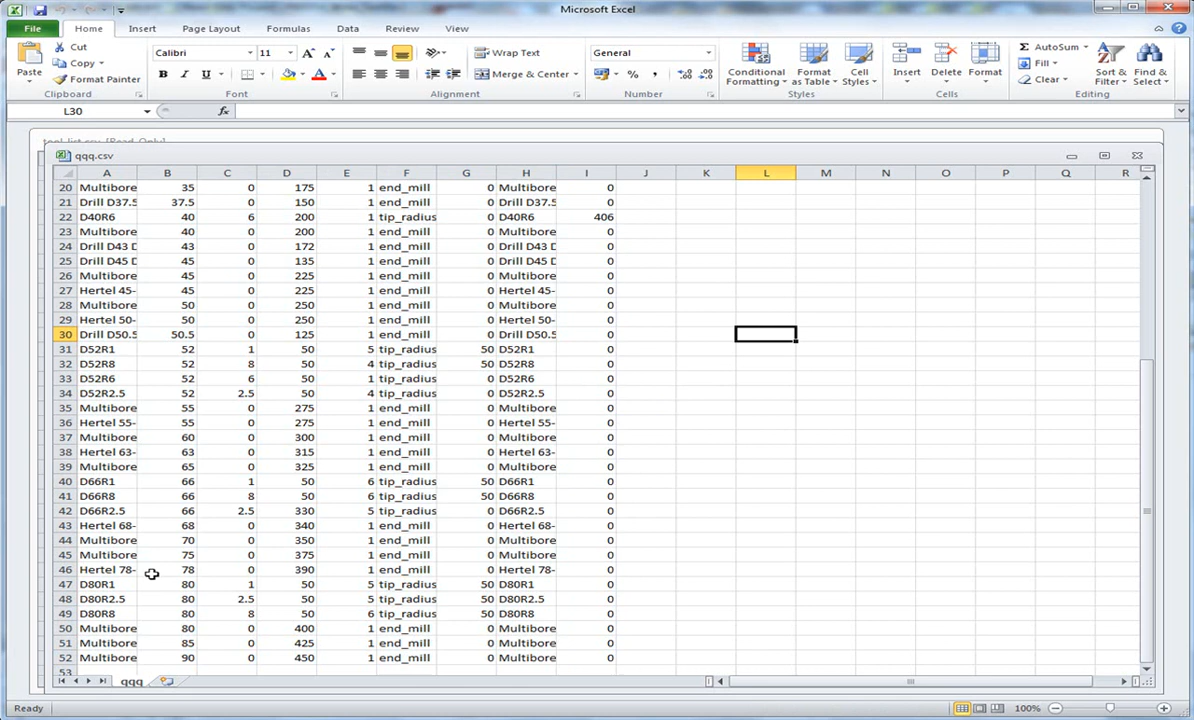 Microsoft Excel
File Home Insert Page Layout Formulas Data Review View
Paste Cut Copy Format Painter Clipboard
Calibri 11 B I U Font
Wrap Text Merge & Center Alignment
General % , Number
Conditional Formatting Format as Table Cell Styles Styles
Insert Delete Format Cells
Σ AutoSum Fill Clear Sort & Filter Find & Select Editing
L30 fx
qqq.csv
A B C D E F G H I J K L M N O P Q R
20 Multibore 35 0 175 1 end_mill 0 Multibore 0
21 Drill D37.5 37.5 0 150 1 end_mill 0 Drill D37.5 0
22 D40R6 40 6 200 1 tip_radius 0 D40R6 406
23 Multibore 40 0 200 1 end_mill 0 Multibore 0
24 Drill D43 D 43 0 172 1 end_mill 0 Drill D43 D 0
25 Drill D45 D 45 0 135 1 end_mill 0 Drill D45 D 0
26 Multibore 45 0 225 1 end_mill 0 Multibore 0
27 Hertel 45- 45 0 225 1 end_mill 0 Hertel 45- 0
28 Multibore 50 0 250 1 end_mill 0 Multibore 0
29 Hertel 50- 50 0 250 1 end_mill 0 Hertel 50- 0
30 Drill D50.5 50.5 0 125 1 end_mill 0 Drill D50.5 0
31 D52R1 52 1 50 5 tip_radius 50 D52R1 0
32 D52R8 52 8 50 4 tip_radius 50 D52R8 0
33 D52R6 52 6 50 1 tip_radius 0 D52R6 0
34 D52R2.5 52 2.5 50 4 tip_radius 0 D52R2.5 0
35 Multibore 55 0 275 1 end_mill 0 Multibore 0
36 Hertel 55- 55 0 275 1 end_mill 0 Hertel 55- 0
37 Multibore 60 0 300 1 end_mill 0 Multibore 0
38 Hertel 63- 63 0 315 1 end_mill 0 Hertel 63- 0
39 Multibore 65 0 325 1 end_mill 0 Multibore 0
40 D66R1 66 1 50 6 tip_radius 50 D66R1 0
41 D66R8 66 8 50 6 tip_radius 50 D66R8 0
42 D66R2.5 66 2.5 330 5 tip_radius 0 D66R2.5 0
43 Hertel 68- 68 0 340 1 end_mill 0 Hertel 68- 0
44 Multibore 70 0 350 1 end_mill 0 Multibore 0
45 Multibore 75 0 375 1 end_mill 0 Multibore 0
46 Hertel 78- 78 0 390 1 end_mill 0 Hertel 78- 0
47 D80R1 80 1 50 5 tip_radius 50 D80R1 0
48 D80R2.5 80 2.5 50 5 tip_radius 50 D80R2.5 0
49 D80R8 80 8 50 6 tip_radius 50 D80R8 0
50 Multibore 80 0 400 1 end_mill 0 Multibore 0
51 Multibore 85 0 425 1 end_mill 0 Multibore 0
52 Multibore 90 0 450 1 end_mill 0 Multibore 0
53
qqq
Ready 100%